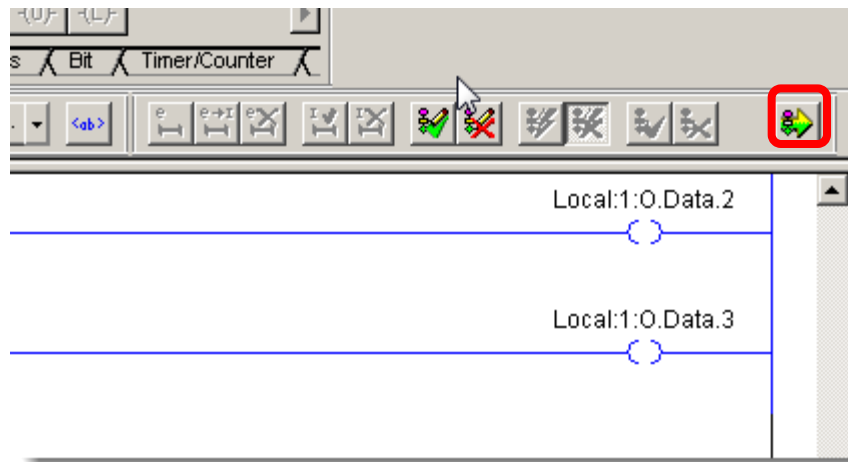 -(U)- -(L)-
s Bit Timer/Counter
<ab> e e→I e I I
Local:1:O.Data.2
Local:1:O.Data.3